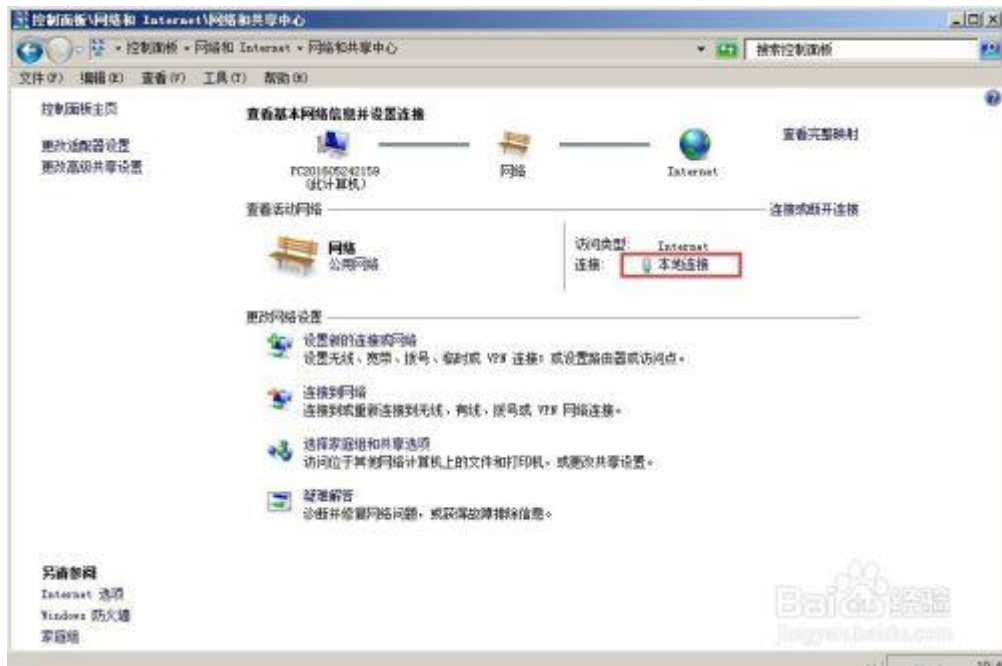 控制面板\网络和 Internet\网络和共享中心
控制面板 网络和 Internet 网络和共享中心 搜索控制面板
文件(F) 编辑(E) 查看(V) 工具(T) 帮助(H)
控制面板主页
更改适配器设置
更改高级共享设置
查看基本网络信息并设置连接
查看完整映射
PC201605242159
(此计算机)
网络
Internet
查看活动网络
连接或断开连接
网络
公用网络
访问类型: Internet
连接: 本地连接
更改网络设置
设置新的连接或网络
设置无线、宽带、拨号、临时或 VPN 连接；或设置路由器或访问点。
连接到网络
连接到或重新连接到无线、有线、拨号或 VPN 网络连接。
选择家庭组和共享选项
访问位于其他网络计算机上的文件和打印机，或更改共享设置。
疑难解答
诊断并修复网络问题，或获得故障排除信息。
另请参阅
Internet 选项
Windows 防火墙
家庭组
Baidu 经验
jingyan.baidu.com